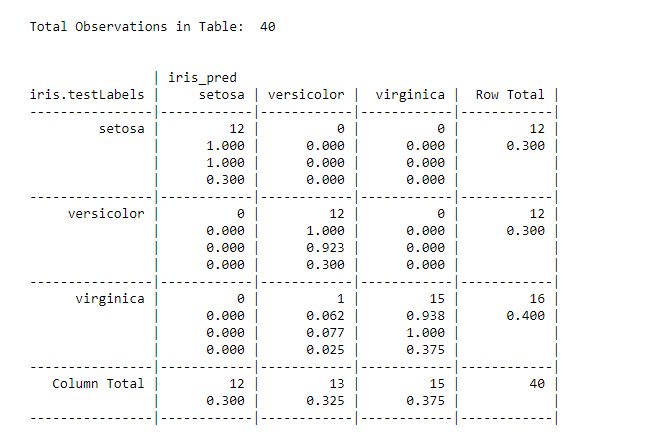 Total Observations in Table:  40
             | iris_pred
iris.testLabels |    setosa | versicolor |  virginica |  Row Total |
----------------|-----------|------------|------------|------------|
         setosa |        12 |          0 |          0 |         12 |
                |     1.000 |      0.000 |      0.000 |      0.300 |
                |     1.000 |      0.000 |      0.000 |            |
                |     0.300 |      0.000 |      0.000 |            |
----------------|-----------|------------|------------|------------|
     versicolor |         0 |         12 |          0 |         12 |
                |     0.000 |      1.000 |      0.000 |      0.300 |
                |     0.000 |      0.923 |      0.000 |            |
                |     0.000 |      0.300 |      0.000 |            |
----------------|-----------|------------|------------|------------|
      virginica |         0 |          1 |         15 |         16 |
                |     0.000 |      0.062 |      0.938 |      0.400 |
                |     0.000 |      0.077 |      1.000 |            |
                |     0.000 |      0.025 |      0.375 |            |
----------------|-----------|------------|------------|------------|
   Column Total |        12 |         13 |         15 |         40 |
                |     0.300 |      0.325 |      0.375 |            |
----------------|-----------|------------|------------|------------|